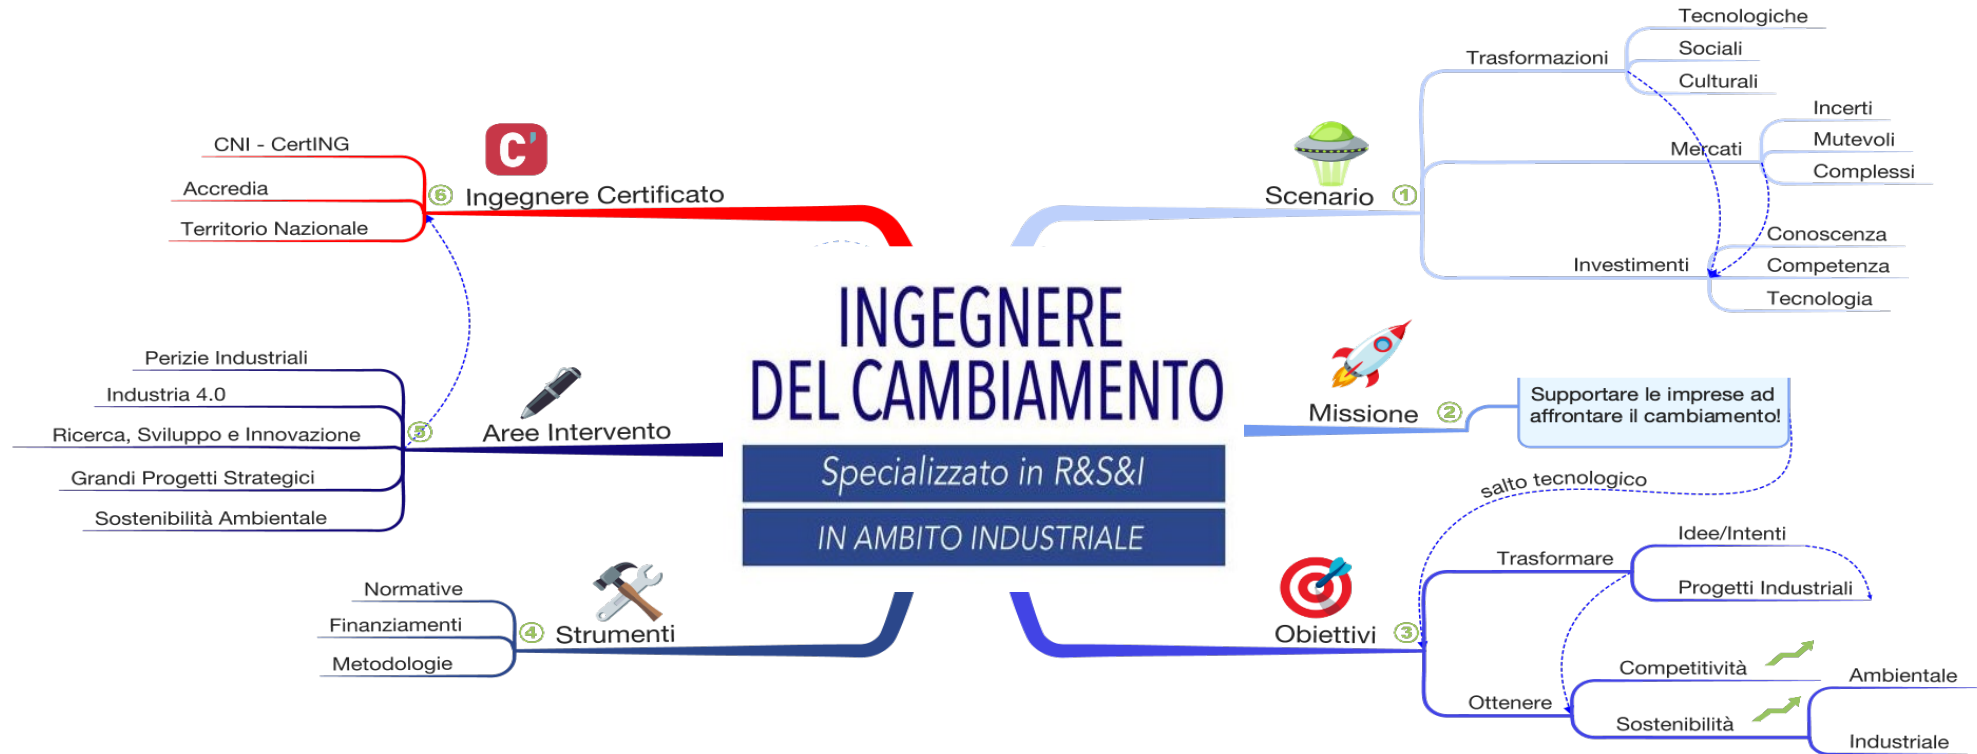 INGEGNERE
DEL CAMBIAMENTO
Specializzato in R&S&I
IN AMBITO INDUSTRIALE
Scenario ①
Trasformazioni
Tecnologiche
Sociali
Culturali
Mercati
Incerti
Mutevoli
Complessi
Investimenti
Conoscenza
Competenza
Tecnologia
Missione ②
Supportare le imprese ad
affrontare il cambiamento!
salto tecnologico
Obiettivi ③
Trasformare
Idee/Intenti
Progetti Industriali
Ottenere
Competitività
Sostenibilità
Ambientale
Industriale
④ Strumenti
Normative
Finanziamenti
Metodologie
⑤ Aree Intervento
Perizie Industriali
Industria 4.0
Ricerca, Sviluppo e Innovazione
Grandi Progetti Strategici
Sostenibilità Ambientale
C'
⑥ Ingegnere Certificato
CNI - CertING
Accredia
Territorio Nazionale